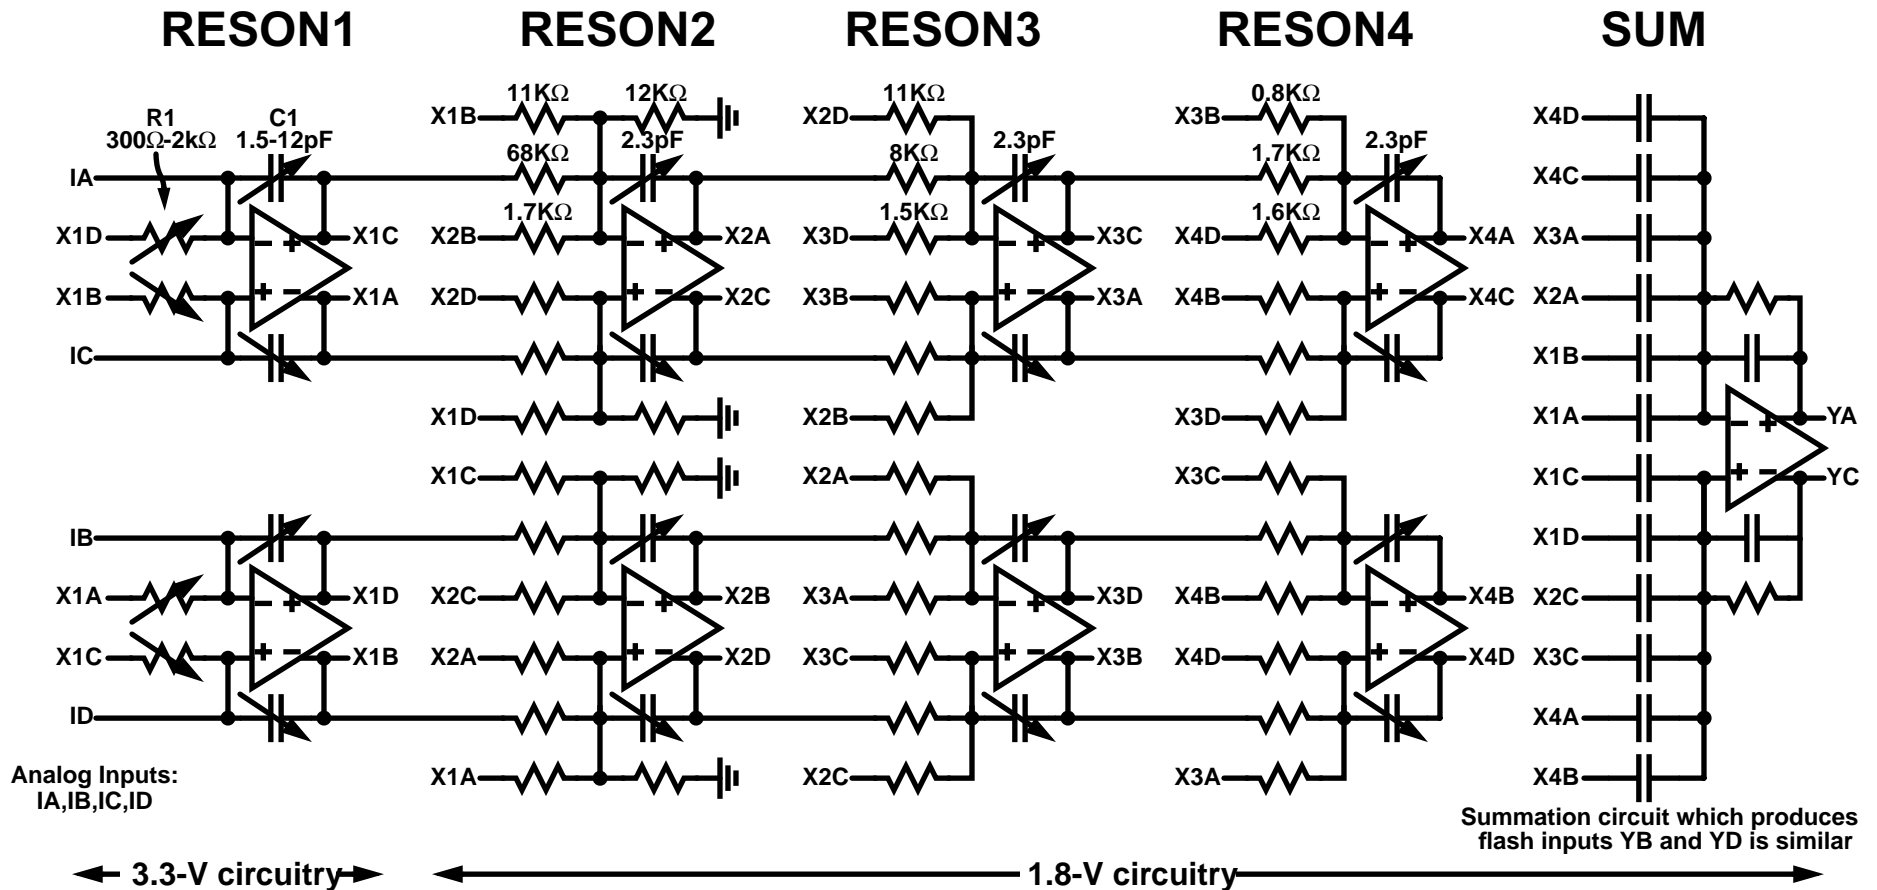 RESON1 RESON2 RESON3 RESON4 SUM
X1B 11KΩ 12KΩ X2D 11KΩ X3B 0.8KΩ X4D
R1 C1
300Ω-2kΩ 1.5-12pF 2.3pF 2.3pF 2.3pF
IA 68KΩ 8KΩ 1.7KΩ X4C
X1D X1C X2B 1.7KΩ X2A X3D 1.5KΩ X3C X4D 1.6KΩ X4A X3A
X1B X1A X2D X2C X3B X3A X4B X4C X2A
IC X1B
X1D X2B X3D X1A YA
X1C X2A X3C X1C YC
IB X1D
X1A X1D X2C X2B X3A X3D X4B X4B X2C
X1C X1B X2A X2D X3C X3B X4D X4D X3C
ID X4A
X1A X2C X3A X4B
Analog Inputs:
IA,IB,IC,ID
Summation circuit which produces
flash inputs YB and YD is similar
3.3-V circuitry 1.8-V circuitry